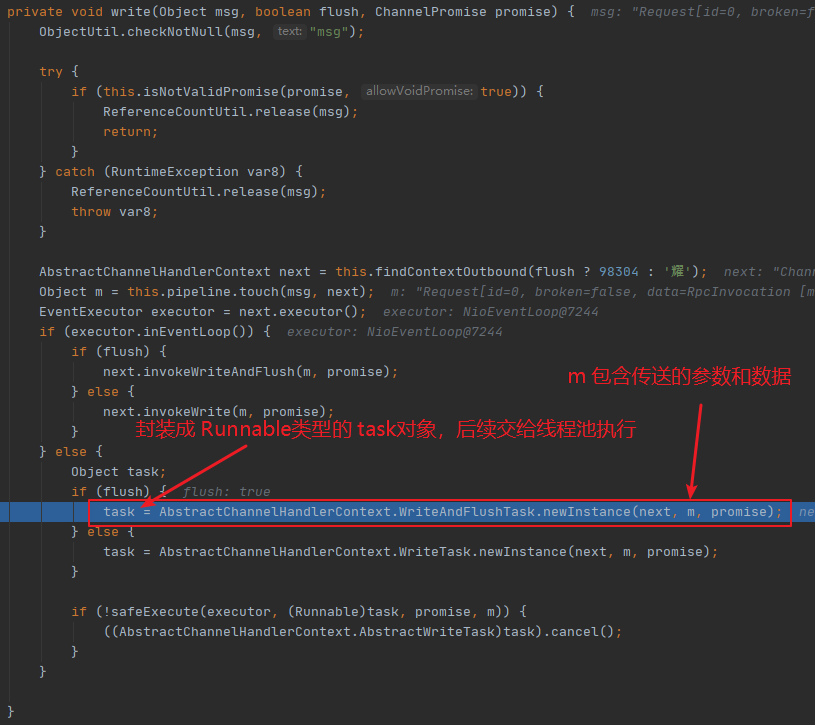 private void write(Object msg, boolean flush, ChannelPromise promise) {  msg: "Request[id=0, broken=f
    ObjectUtil.checkNotNull(msg, text: "msg");
    try {
        if (this.isNotValidPromise(promise, allowVoidPromise: true)) {
            ReferenceCountUtil.release(msg);
            return;
        }
    } catch (RuntimeException var8) {
        ReferenceCountUtil.release(msg);
        throw var8;
    }
    AbstractChannelHandlerContext next = this.findContextOutbound(flush ? 98304 : '耀');  next: "Chann
    Object m = this.pipeline.touch(msg, next);  m: "Request[id=0, broken=false, data=RpcInvocation [m
    EventExecutor executor = next.executor();  executor: NioEventLoop@7244
    if (executor.inEventLoop()) {  executor: NioEventLoop@7244
        if (flush) {
            next.invokeWriteAndFlush(m, promise);
        } else {
m 包含传送的参数和数据
            next.invokeWrite(m, promise);
        }
封装成 Runnable类型的 task对象，后续交给线程池执行
    } else {
        Object task;
        if (flush) {  flush: true
            task = AbstractChannelHandlerContext.WriteAndFlushTask.newInstance(next, m, promise);  ne
        } else {
            task = AbstractChannelHandlerContext.WriteTask.newInstance(next, m, promise);
        }
        if (!safeExecute(executor, (Runnable)task, promise, m)) {
            ((AbstractChannelHandlerContext.AbstractWriteTask)task).cancel();
        }
    }
}